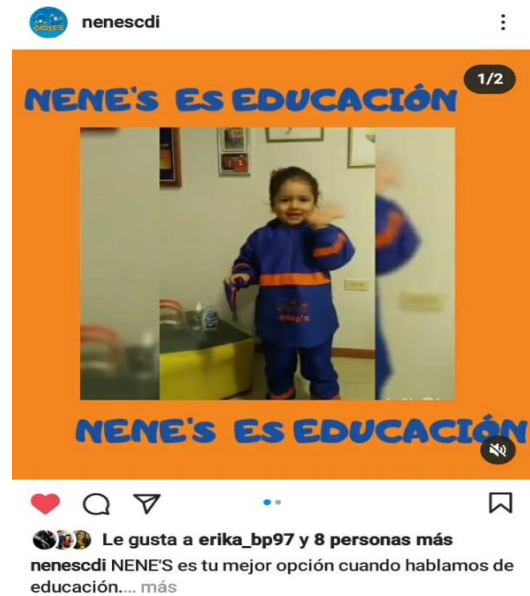 nenescdi
1/2
NENE'S ES EDUCACIÓN
NENE'S ES EDUCACIÓN
Le gusta a erika_bp97 y 8 personas más
nenescdi NENE'S es tu mejor opción cuando hablamos de
educación.... más